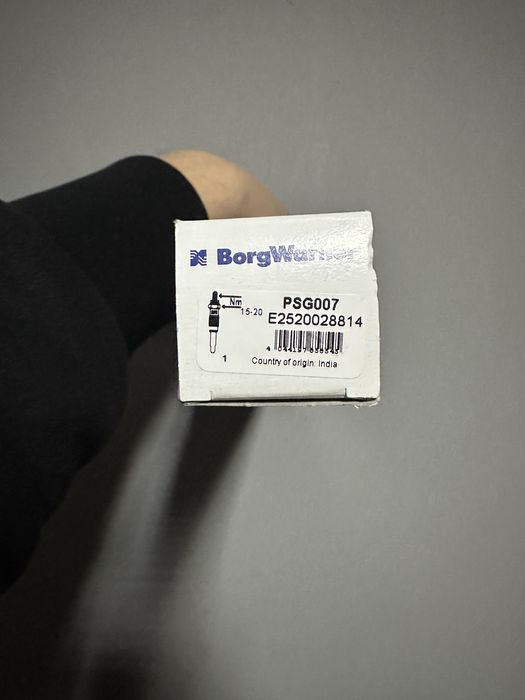 BorgWarner
PSG007
Nm
15-20
E2520028814
1
Country of origin: India